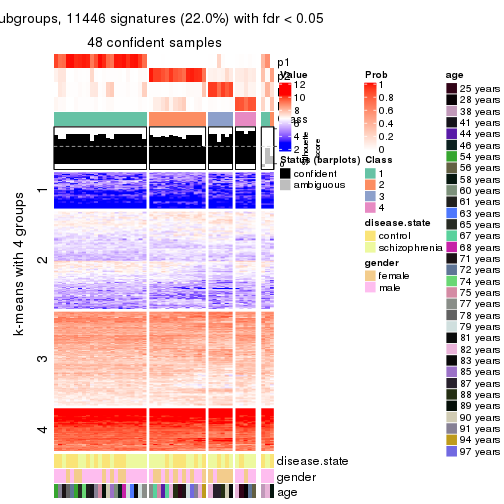 ubgroups, 11446 signatures (22.0%) with fdr < 0.05
48 confident samples
p1
p2
Class
Silhouette
score
k-means with 4 groups
1
2
3
4
disease.state
gender
age
Value
12
10
8
6
4
2
Status (barplots)
confident
ambiguous
Prob
1
0.8
0.6
0.4
0.2
0
Class
1
2
3
4
disease.state
control
schizophrenia
gender
female
male
age
25 years
28 years
38 years
41 years
44 years
46 years
54 years
56 years
58 years
60 years
61 years
63 years
65 years
67 years
68 years
71 years
72 years
74 years
75 years
77 years
78 years
79 years
81 years
82 years
83 years
85 years
87 years
88 years
89 years
90 years
91 years
94 years
97 years